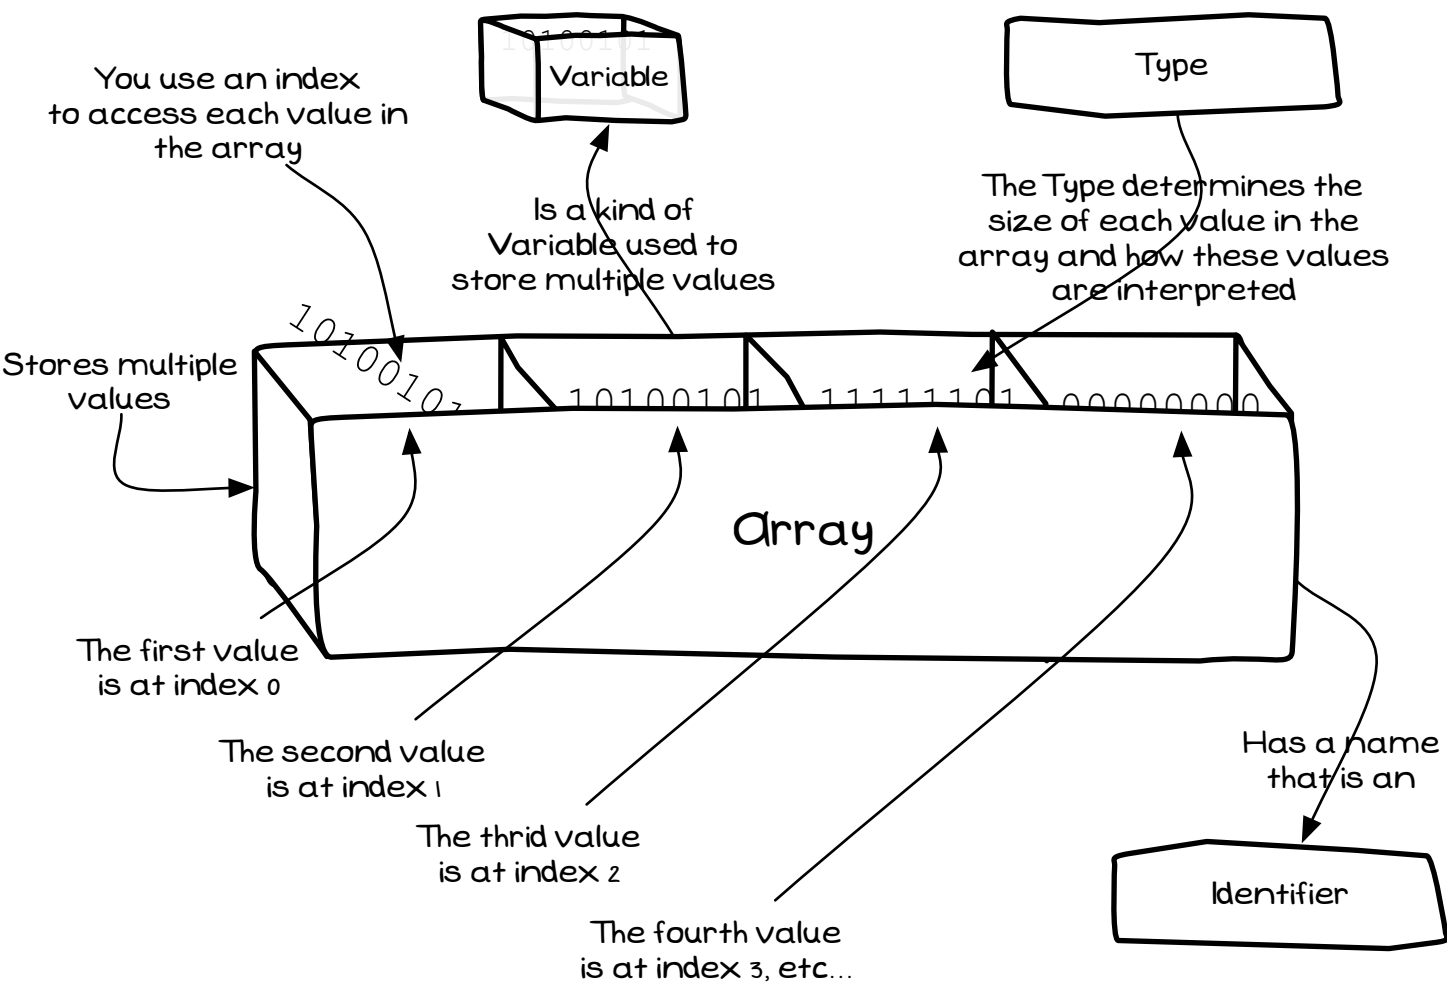 10100101
Variable
Type
You use an index
to access each value in
the array
Is a kind of
Variable used to
store multiple values
The Type determines the
size of each value in the
array and how these values
are interpreted
Stores multiple
values
10100101
10100101
11111101
00000000
Array
The first value
is at index 0
The second value
is at index 1
The thrid value
is at index 2
The fourth value
is at index 3, etc...
Has a name
that is an
Identifier